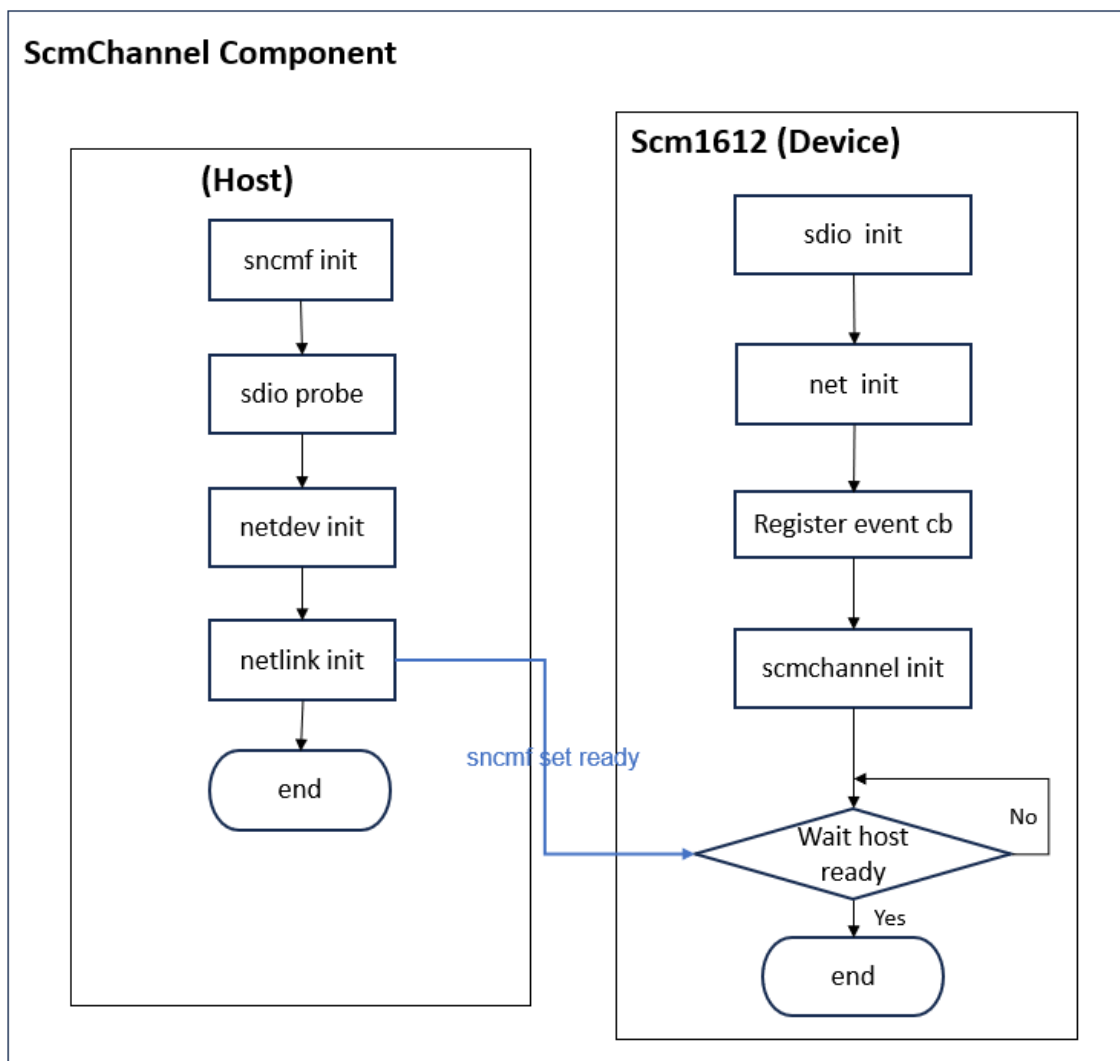 ScmChannel Component
(Host)
sncmf init
sdio probe
netdev init
netlink init
end
sncmf set ready
Scm1612 (Device)
sdio  init
net  init
Register event cb
scmchannel init
Wait host
ready
No
Yes
end